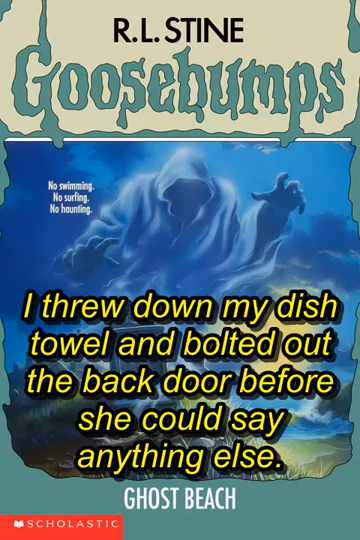 R.L. STINE
Goosebumps
No swimming.
No surfing.
No haunting.
I threw down my dish
towel and bolted out
the back door before
she could say
anything else.
GHOST BEACH
SCHOLASTIC